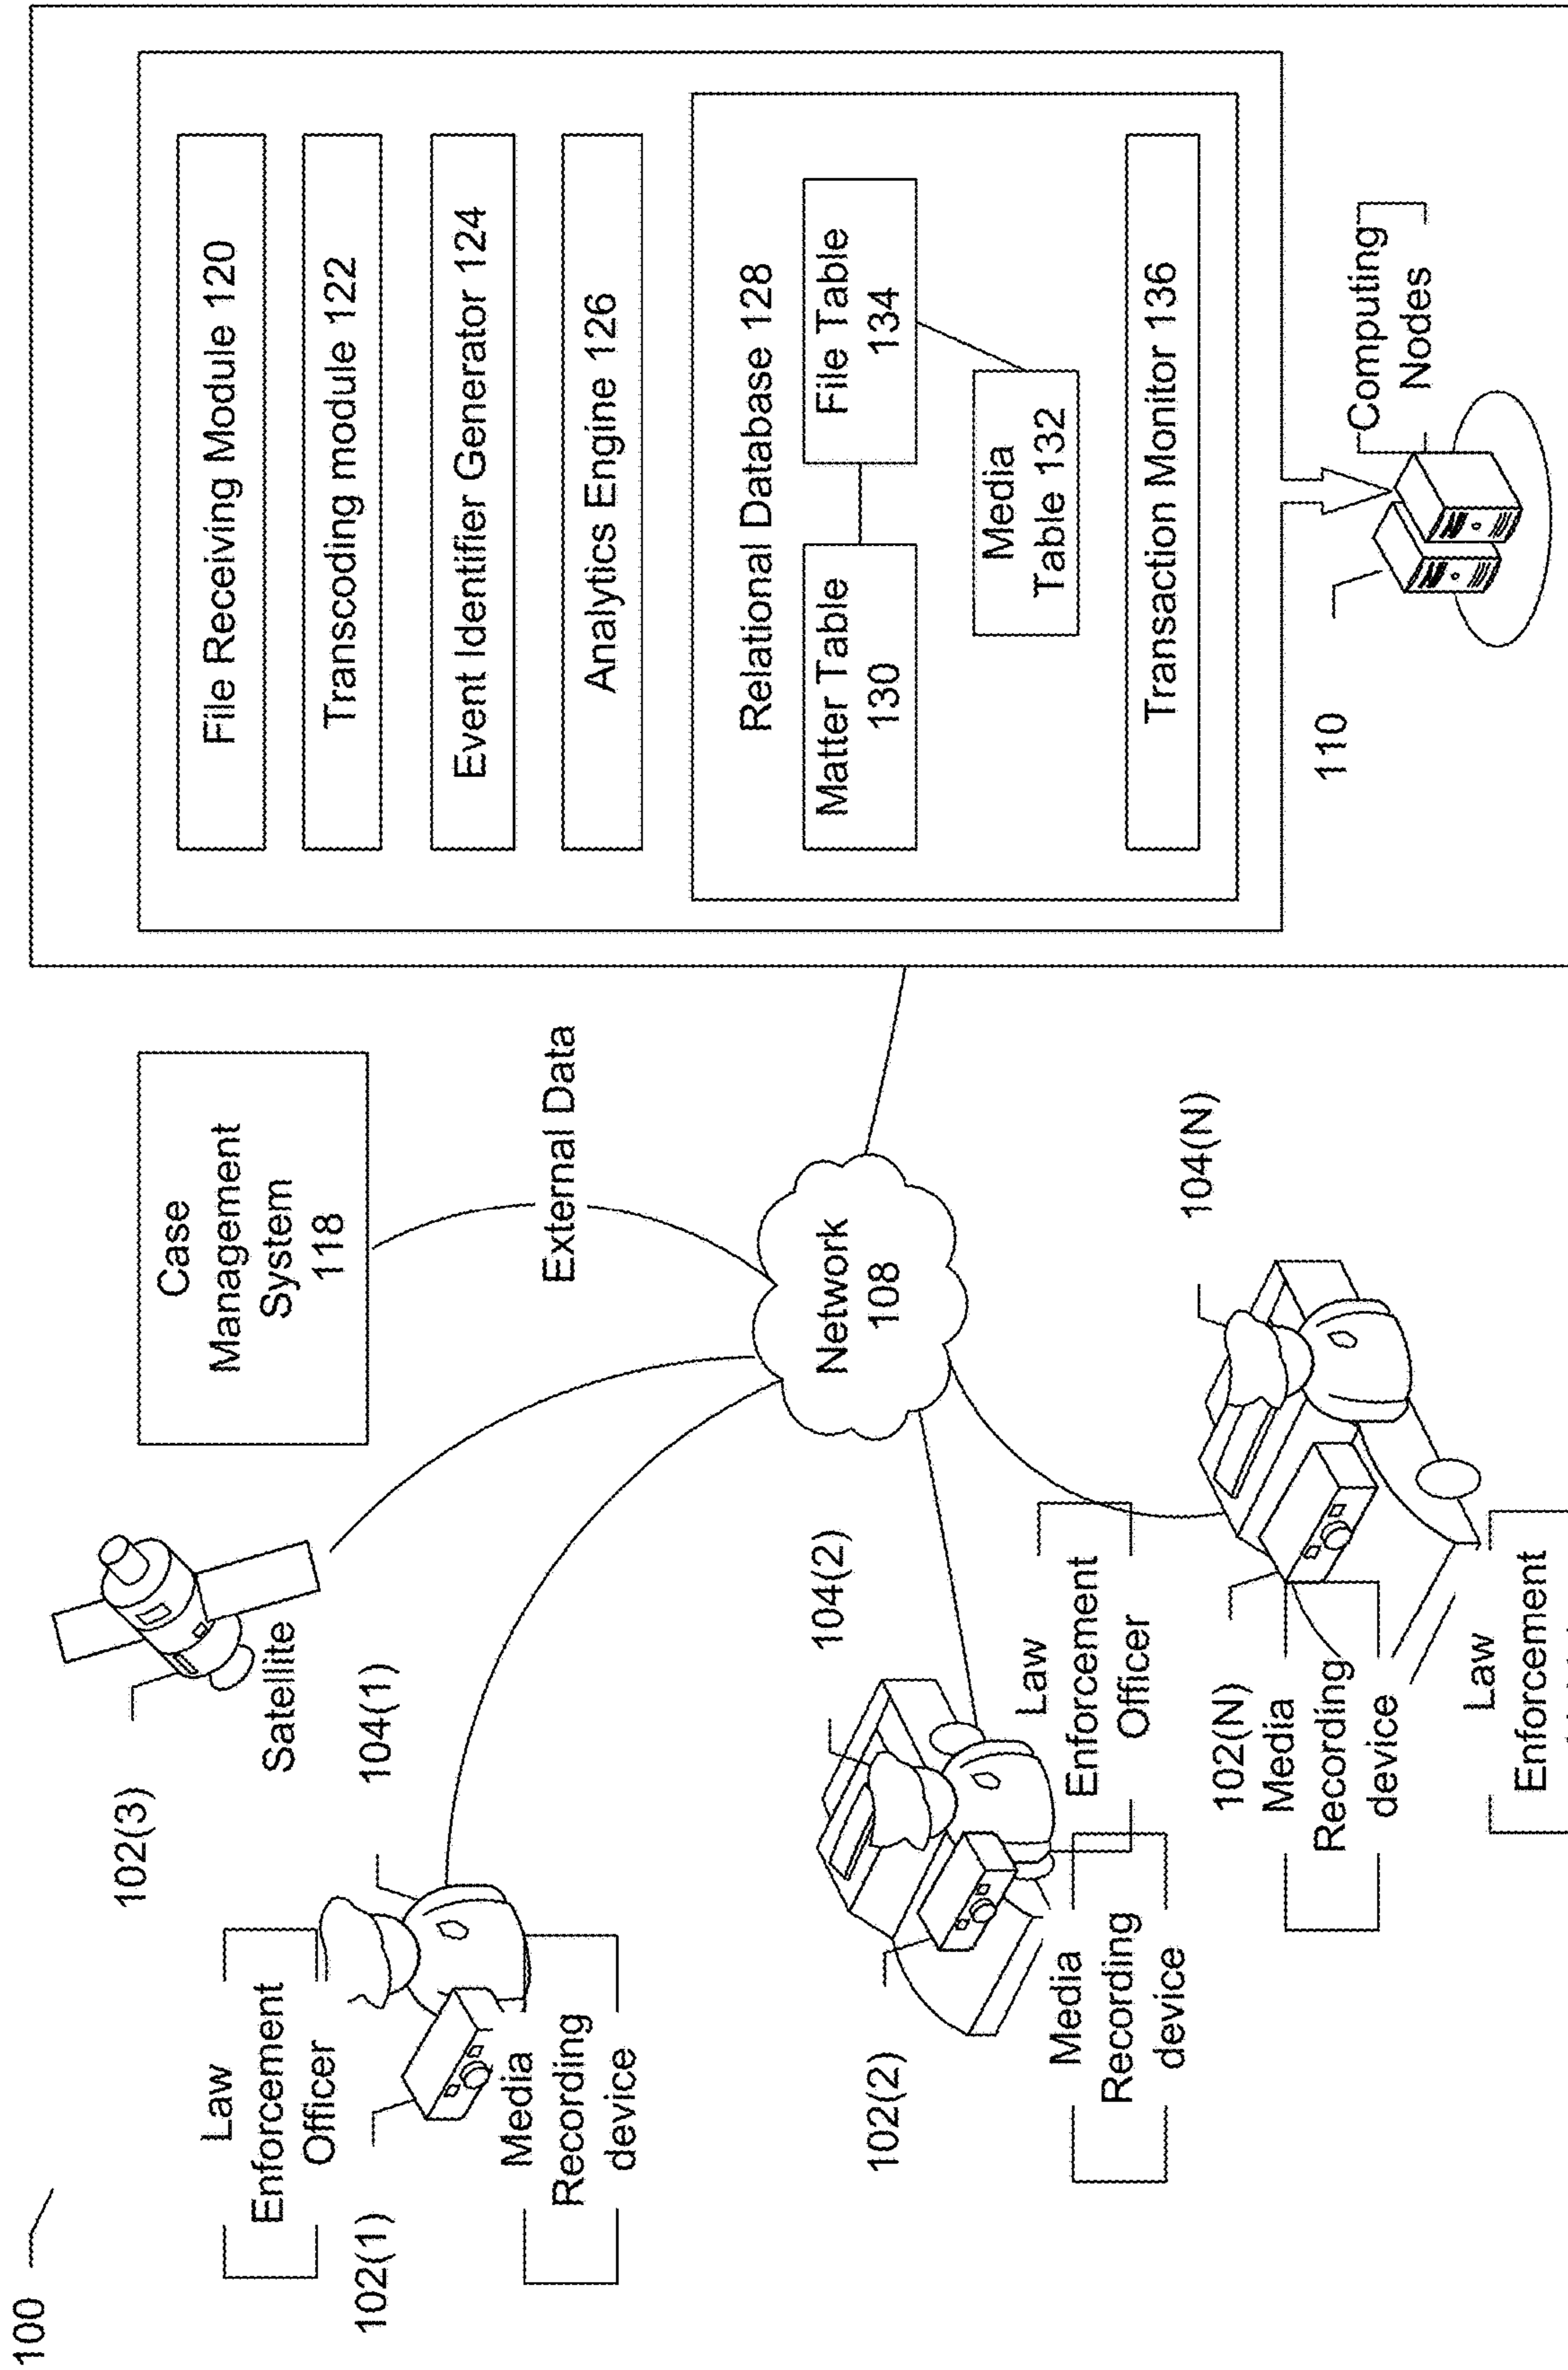 100
Law
Enforcement
Officer
102(1)
Media
Recording
device
104(1)
102(3)
Satellite
Case
Management
System
118
External Data
Network
108
102(2)
Media
Recording
device
104(2)
Law
Enforcement
Officer
102(N)
Media
Recording
device
104(N)
Law
Enforcement
File Receiving Module 120
Transcoding module 122
Event Identifier Generator 124
Analytics Engine 126
Relational Database 128
Matter Table
130
File Table
134
Media
Table 132
Transaction Monitor 136
110
Computing
Nodes